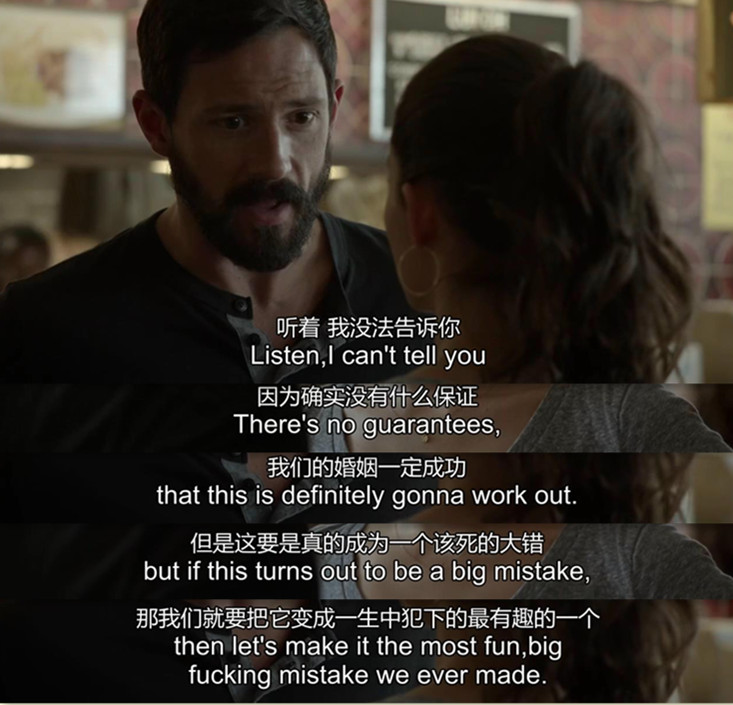 听着 我没法告诉你
Listen,I can't tell you
因为确实没有什么保证
There's no guarantees,
我们的婚姻一定成功
that this is definitely gonna work out.
但是这要是真的成为一个该死的大错
but if this turns out to be a big mistake,
那我们就要把它变成一生中犯下的最有趣的一个
then let's make it the most fun,big
fucking mistake we ever made.